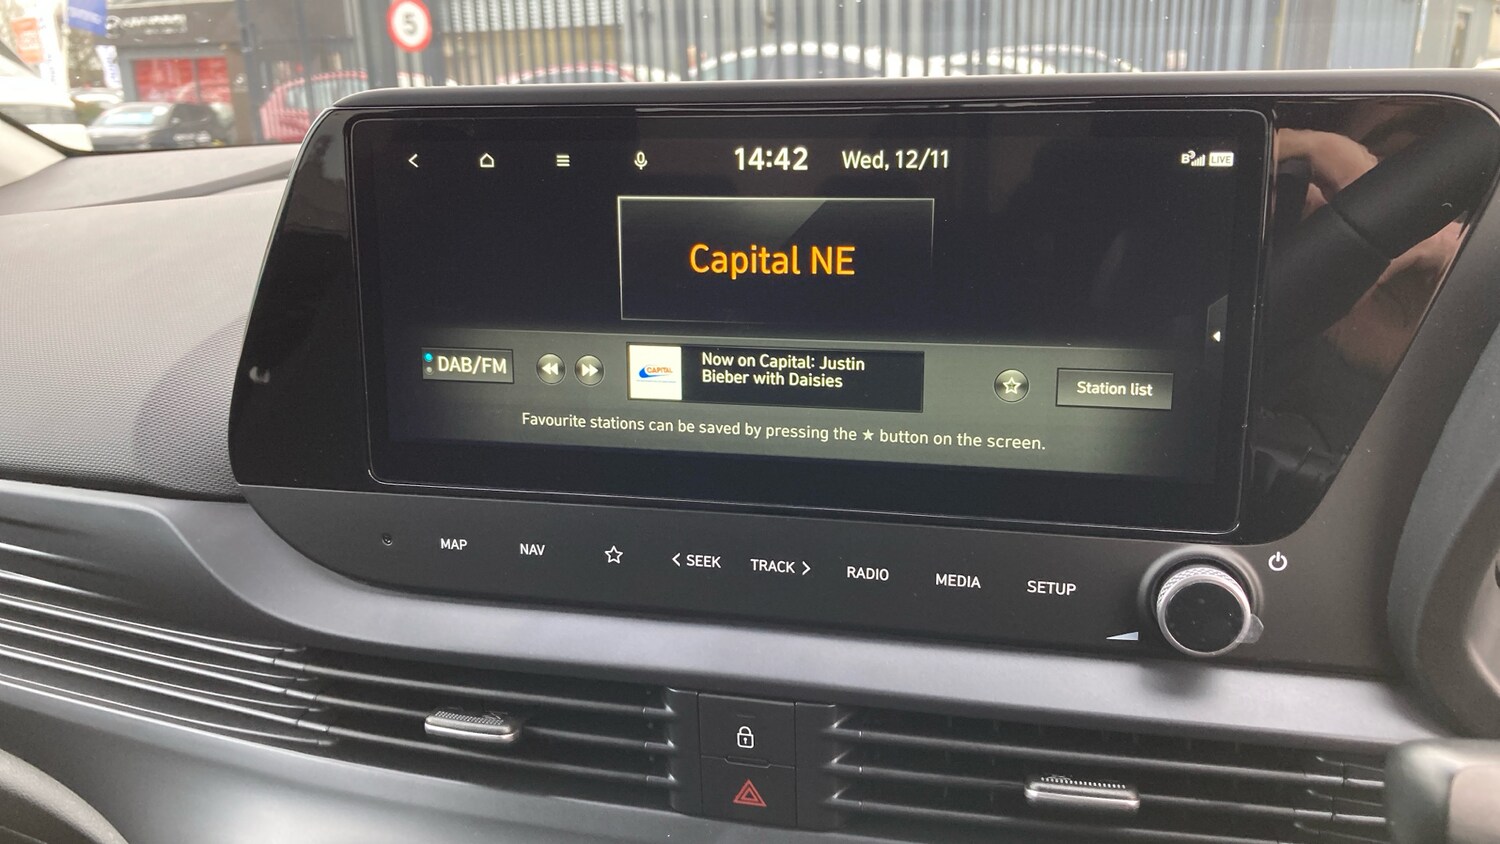 5
14:42 Wed, 12/11
LIVE
Capital NE
DAB/FM
CAPITAL
Now on Capital: Justin
Bieber with Daisies
Station list
Favourite stations can be saved by pressing the ★ button on the screen.
MAP NAV < SEEK TRACK > RADIO MEDIA SETUP